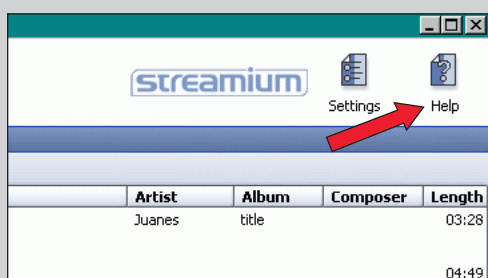 streamium
Settings Help
Artist Album Composer Length
Juanes title 03:28
04:49